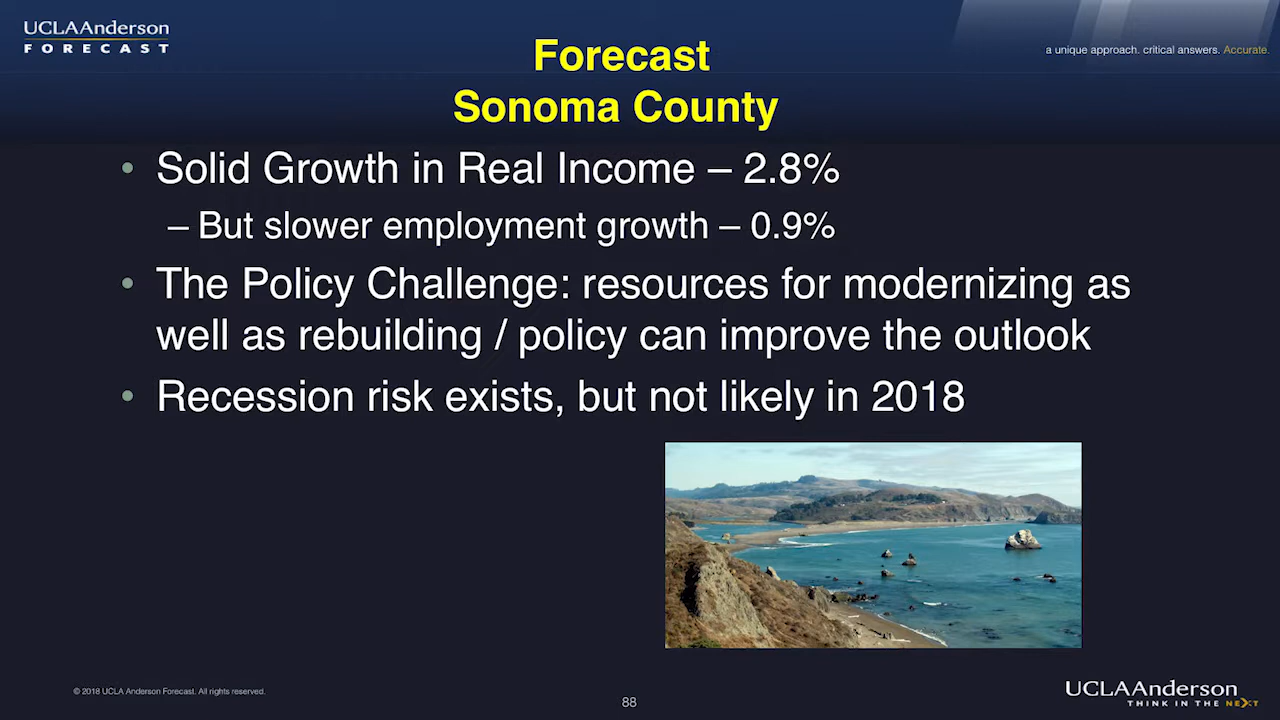 UCLAAnderson
FORECAST
a unique approach. critical answers. Accurate.
Forecast
Sonoma County
• Solid Growth in Real Income – 2.8%
– But slower employment growth – 0.9%
• The Policy Challenge: resources for modernizing as
well as rebuilding / policy can improve the outlook
• Recession risk exists, but not likely in 2018
© 2018 UCLA Anderson Forecast. All rights reserved.
88
UCLAAnderson
THINK IN THE NEXT